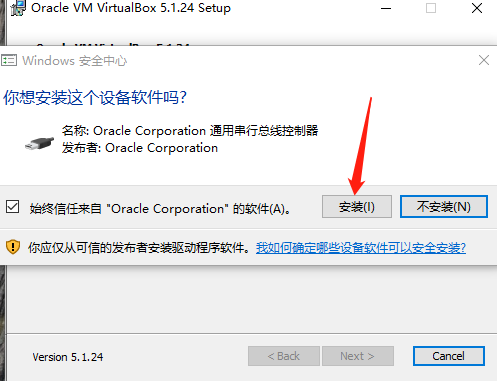 Oracle VM VirtualBox 5.1.24 Setup
Windows 安全中心
你想安装这个设备软件吗?
名称: Oracle Corporation 通用串行总线控制器
发布者: Oracle Corporation
始终信任来自 "Oracle Corporation" 的软件(A)。
安装(I)
不安装(N)
你应仅从可信的发布者安装驱动程序软件。我如何确定哪些设备软件可以安全安装?
Version 5.1.24
< Back
Next >
Cancel